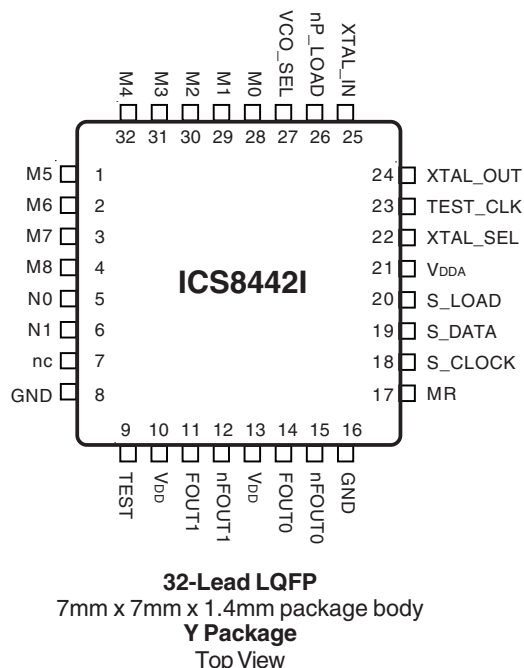 M4 M3 M2 M1 M0 VCO_SEL nP_LOAD XTAL_IN
32 31 30 29 28 27 26 25
M5 1 24 XTAL_OUT
M6 2 23 TEST_CLK
M7 3 22 XTAL_SEL
M8 4 ICS8442I 21 VDDA
N0 5 20 S_LOAD
N1 6 19 S_DATA
nc 7 18 S_CLOCK
GND 8 17 MR
9 10 11 12 13 14 15 16
TEST VDD FOUT1 nFOUT1 VDD FOUT0 nFOUT0 GND
32-Lead LQFP
7mm x 7mm x 1.4mm package body
Y Package
Top View